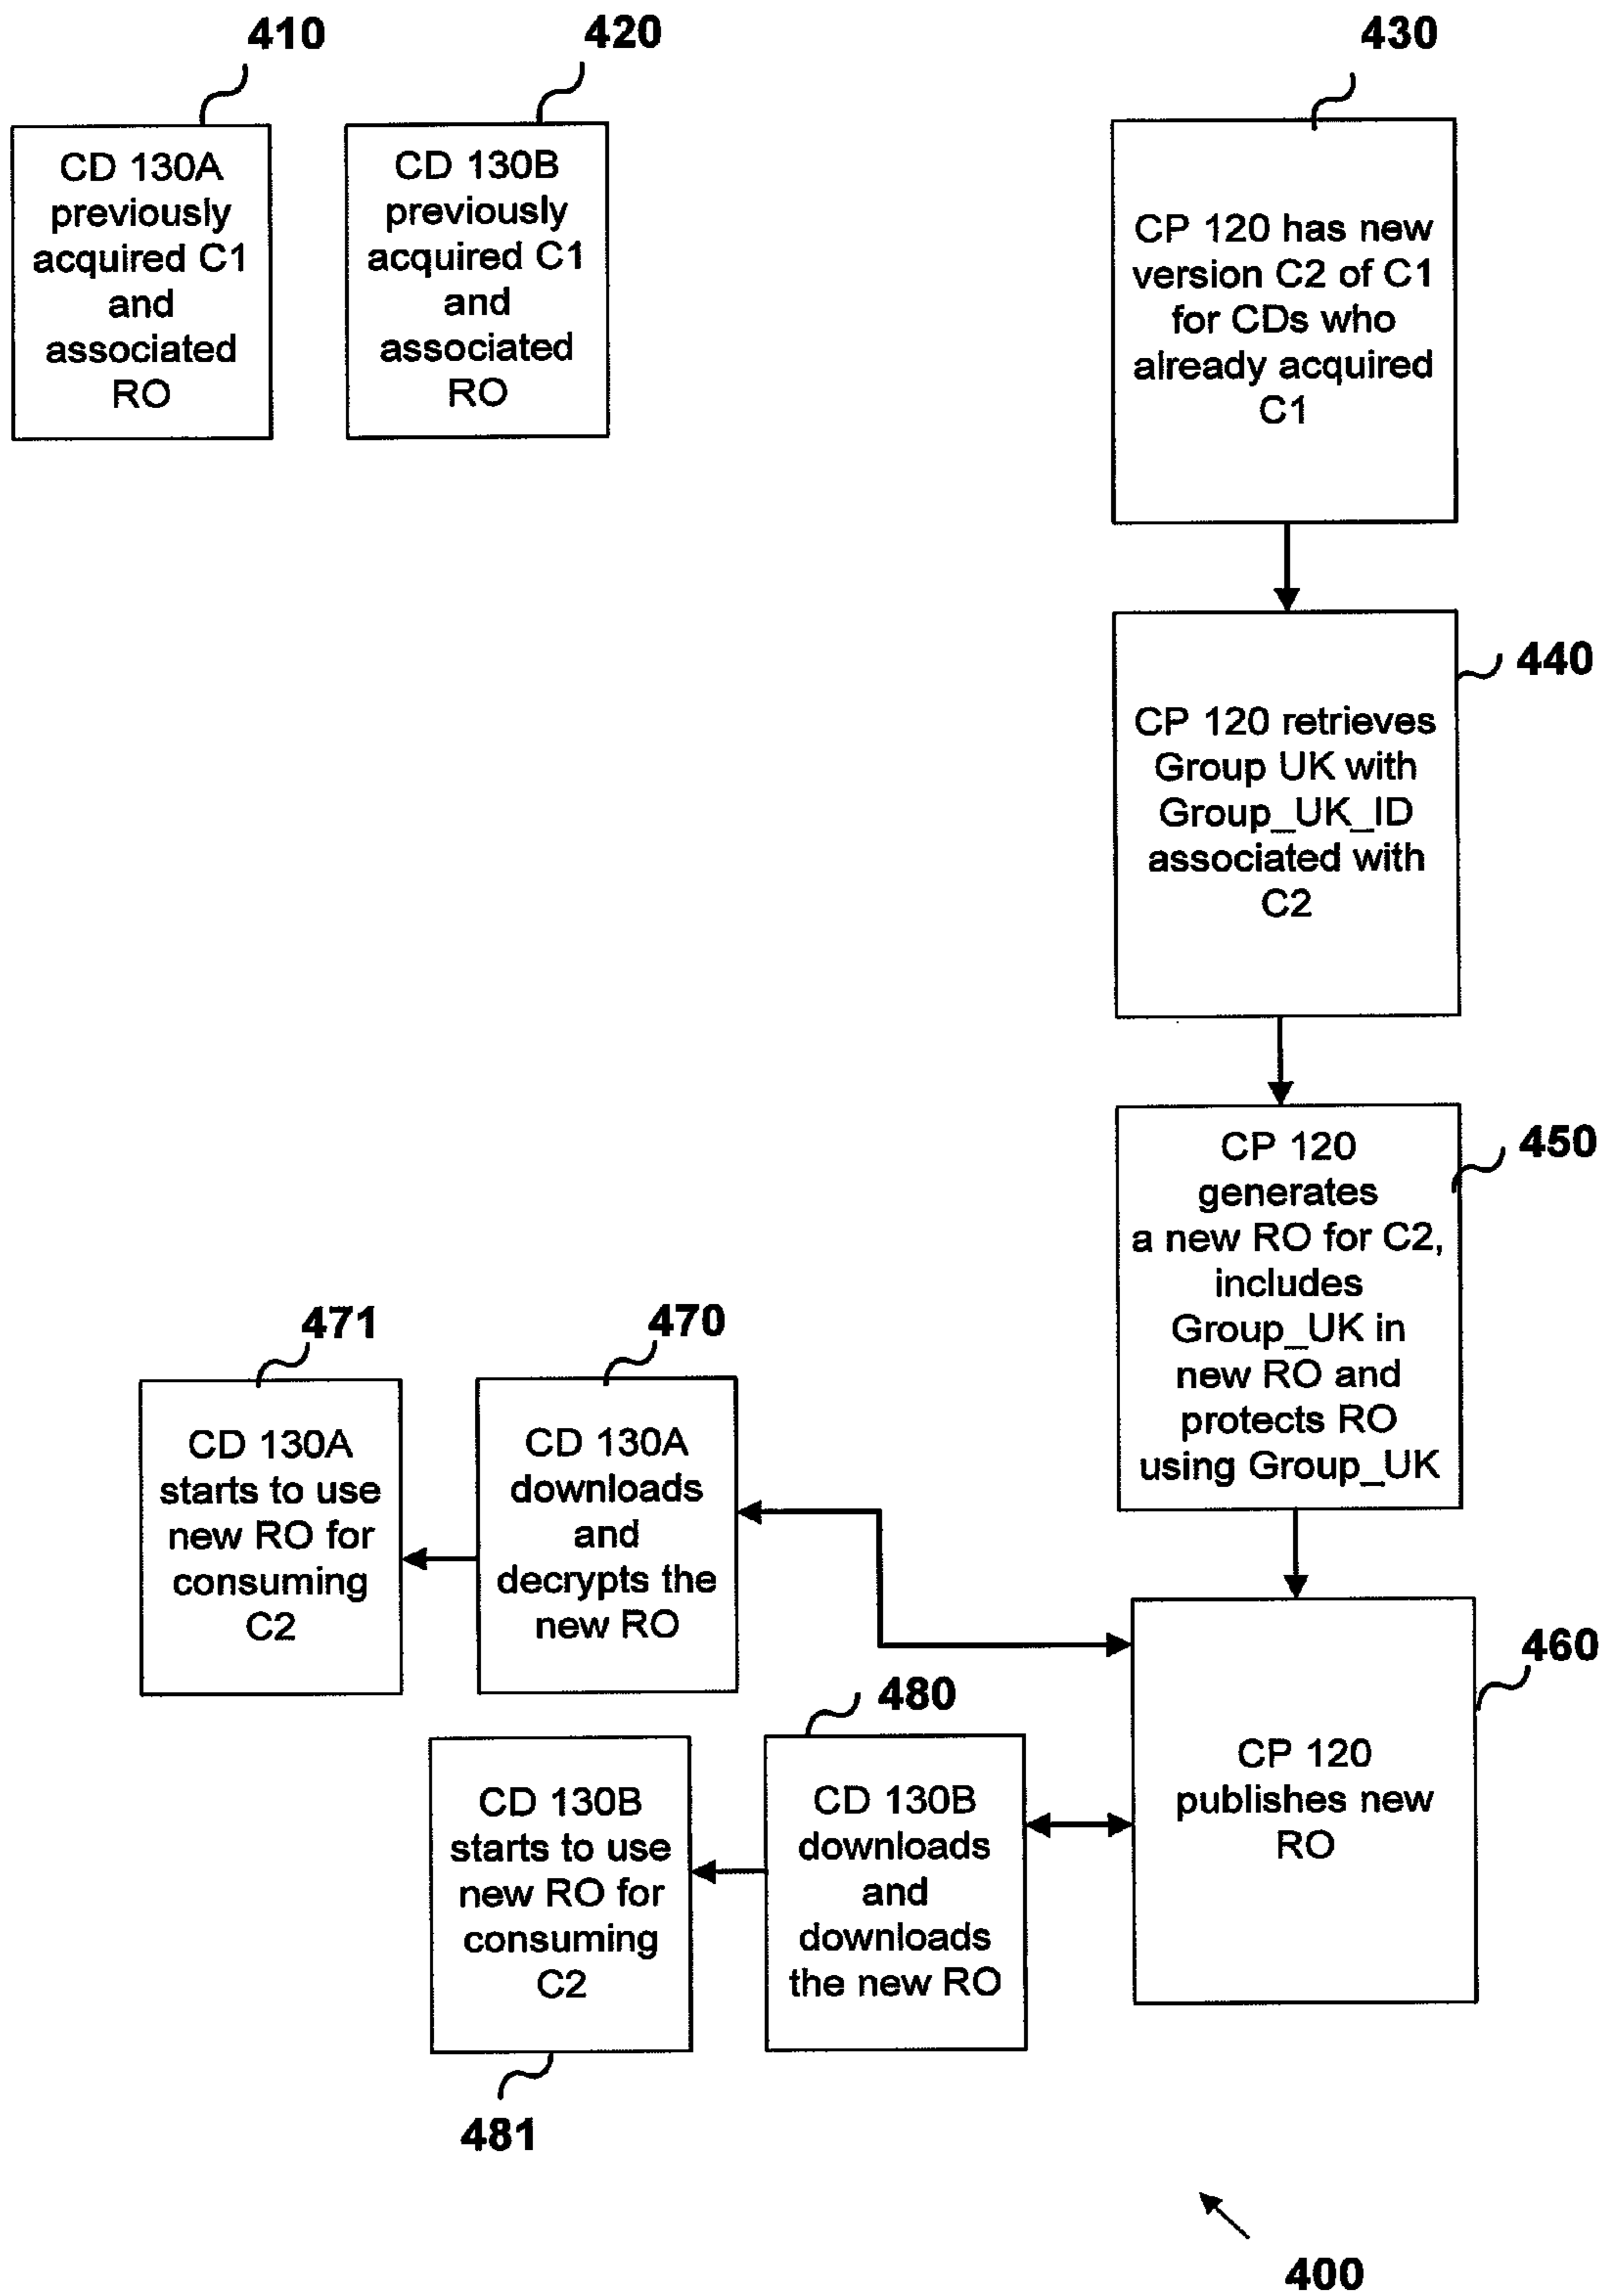 410
CD 130A
previously
acquired C1
and
associated
RO
420
CD 130B
previously
acquired C1
and
associated
RO
430
CP 120 has new
version C2 of C1
for CDs who
already acquired
C1
440
CP 120 retrieves
Group UK with
Group_UK_ID
associated with
C2
450
CP 120
generates
a new RO for C2,
includes
Group_UK in
new RO and
protects RO
using Group_UK
471
CD 130A
starts to use
new RO for
consuming
C2
470
CD 130A
downloads
and
decrypts the
new RO
460
CP 120
publishes new
RO
480
CD 130B
downloads
and
downloads
the new RO
CD 130B
starts to use
new RO for
consuming
C2
481
400